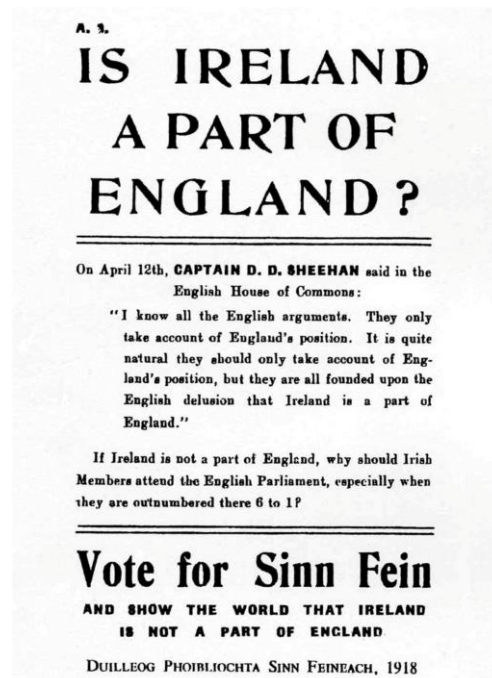 A. 3.
IS IRELAND
A PART OF
ENGLAND?
On April 12th, CAPTAIN D. D. SHEEHAN said in the
English House of Commons:
"I know all the English arguments. They only
take account of England's position. It is quite
natural they should only take account of Eng-
land's position, but they are all founded upon the
English delusion that Ireland is a part of
England."
If Ireland is not a part of England, why should Irish
Members attend the English Parliament, especially when
they are outnumbered there 6 to 1?
Vote for Sinn Fein
AND SHOW THE WORLD THAT IRELAND
IS NOT A PART OF ENGLAND
DUILLEOG PHOIBLIOCHTA SINN FEINEACH, 1918